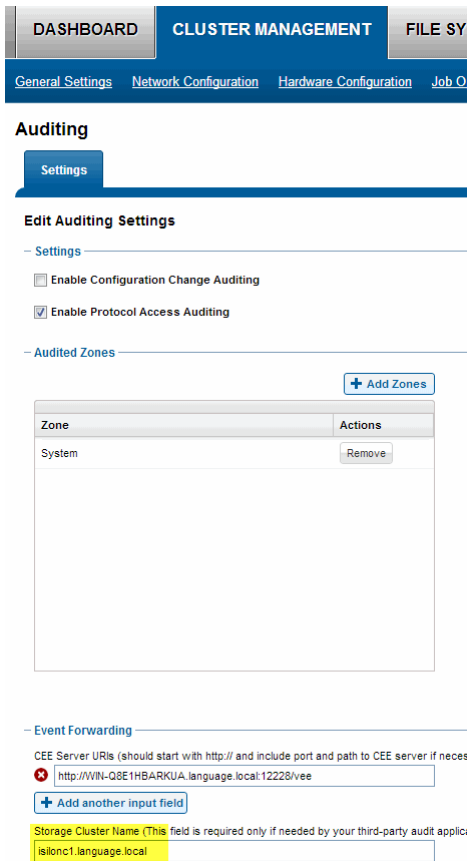 DASHBOARD CLUSTER MANAGEMENT FILE SY
General Settings Network Configuration Hardware Configuration Job O
Auditing
Settings
Edit Auditing Settings
Settings
Enable Configuration Change Auditing
Enable Protocol Access Auditing
Audited Zones
+ Add Zones
Zone Actions
System Remove
Event Forwarding
CEE Server URIs (should start with http:// and include port and path to CEE server if neces
http://WIN-Q8E1HBARKUA.language.local:12228/vee
+ Add another input field
Storage Cluster Name (This field is required only if needed by your third-party audit applica
isilonc1.language.local